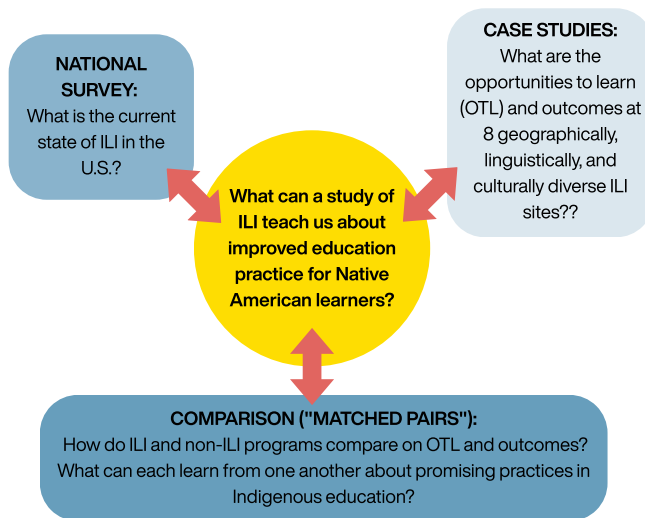 NATIONAL
SURVEY:
What is the current
state of ILI in the
U.S.?
CASE STUDIES:
What are the
opportunities to learn
(OTL) and outcomes at
8 geographically,
linguistically, and
culturally diverse ILI
sites??
What can a study of
ILI teach us about
improved education
practice for Native
American learners?
COMPARISON ("MATCHED PAIRS"):
How do ILI and non-ILI programs compare on OTL and outcomes?
What can each learn from one another about promising practices in
Indigenous education?